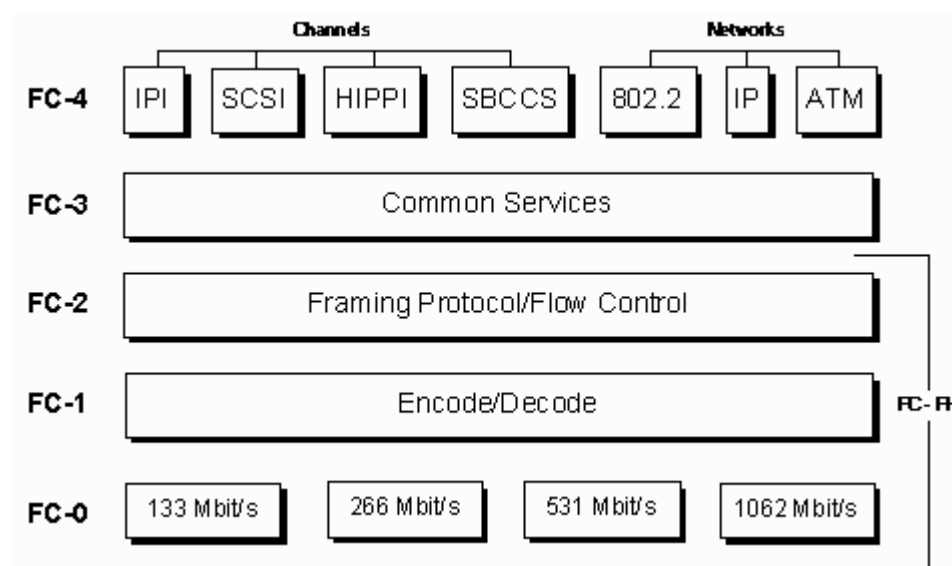 Channels Networks
FC-4 IPI SCSI HIPPI SBCCS 802.2 IP ATM
FC-3 Common Services
FC-2 Framing Protocol/Flow Control
FC-1 Encode/Decode
FC-0 133 Mbit/s 266 Mbit/s 531 Mbit/s 1062 Mbit/s